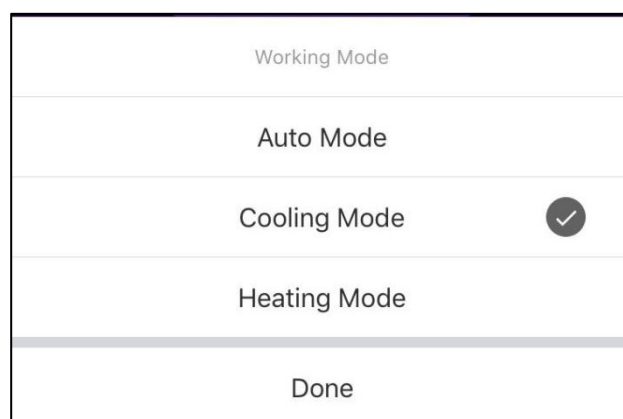 Working Mode
Auto Mode
Cooling Mode
Heating Mode
Done